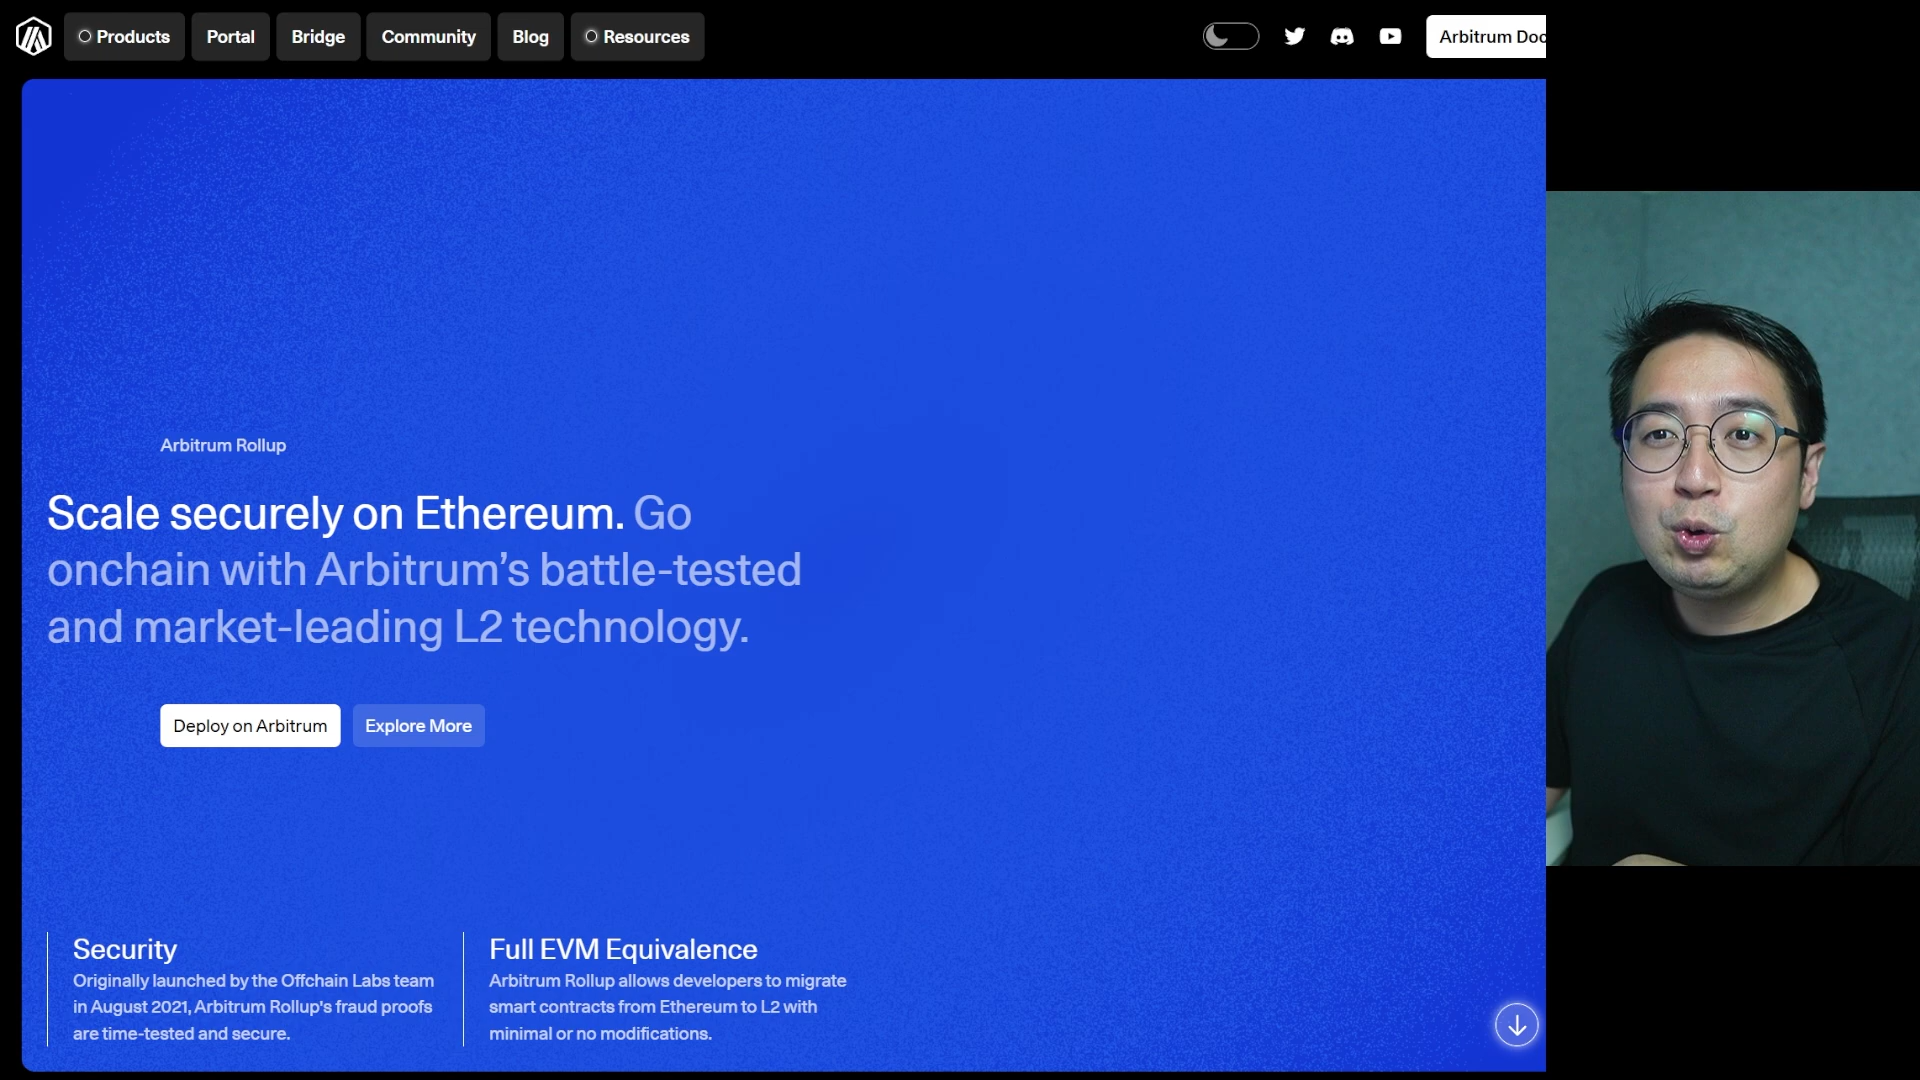 Products Portal Bridge Community Blog Resources Arbitrum Doc
Arbitrum Rollup
Scale securely on Ethereum. Go
onchain with Arbitrum’s battle-tested
and market-leading L2 technology.
Deploy on Arbitrum Explore More
Security
Originally launched by the Offchain Labs team
in August 2021, Arbitrum Rollup's fraud proofs
are time-tested and secure.
Full EVM Equivalence
Arbitrum Rollup allows developers to migrate
smart contracts from Ethereum to L2 with
minimal or no modifications.